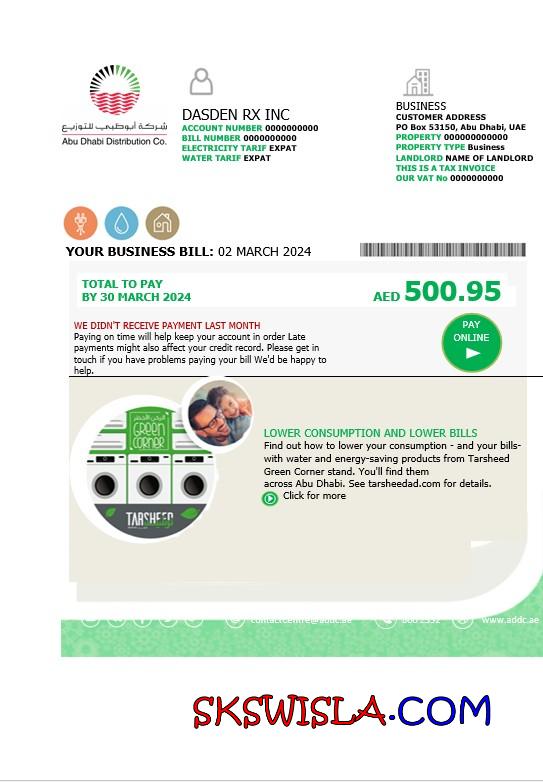 شركة أبوظبي للتوزيع
Abu Dhabi Distribution Co.
DASDEN RX INC
ACCOUNT NUMBER 0000000000
BILL NUMBER 0000000000
ELECTRICITY TARIF EXPAT
WATER TARIF EXPAT
BUSINESS
CUSTOMER ADDRESS
PO Box 53150, Abu Dhabi, UAE
PROPERTY 000000000000
PROPERTY TYPE Business
LANDLORD NAME OF LANDLORD
THIS IS A TAX INVOICE
OUR VAT No 0000000000
YOUR BUSINESS BILL: 02 MARCH 2024
TOTAL TO PAY
BY 30 MARCH 2024
AED 500.95
WE DIDN'T RECEIVE PAYMENT LAST MONTH
Paying on time will help keep your account in order Late
payments might also affect your credit record. Please get in
touch if you have problems paying your bill We'd be happy to
help.
PAY
ONLINE
GREEN
CORNER
TARSHEED
LOWER CONSUMPTION AND LOWER BILLS
Find out how to lower your consumption - and your bills-
with water and energy-saving products from Tarsheed
Green Corner stand. You'll find them
across Abu Dhabi. See tarsheedad.com for details.
Click for more
contactcentre@addc.ae
800 2332
www.addc.ae
SKSWISLA.COM